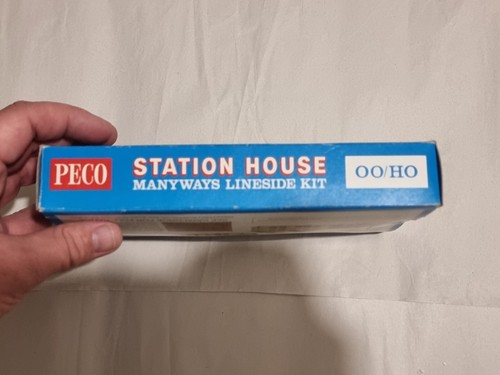 PECO
STATION HOUSE
MANYWAYS LINESIDE KIT
OO/HO